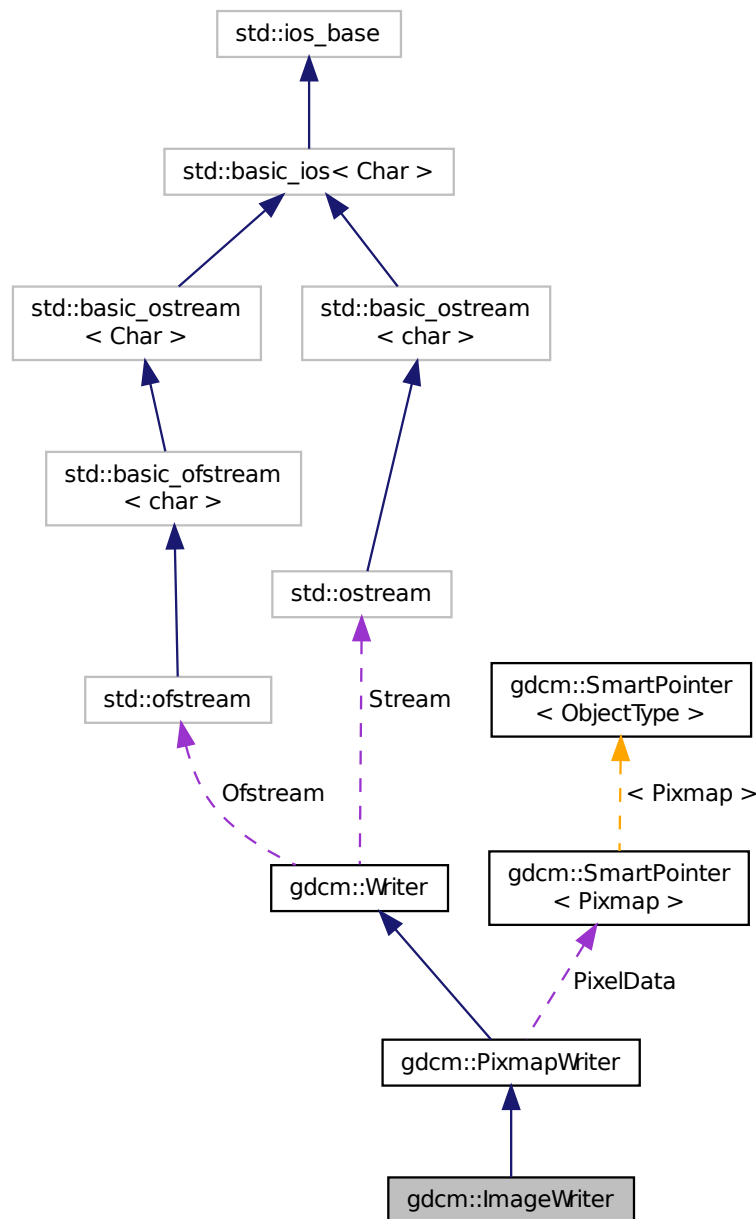 std::ios_base
std::basic_ios< Char >
std::basic_ostream
< Char >
std::basic_ostream
< char >
std::basic_ofstream
< char >
std::ostream
std::ofstream
Stream
gdcm::SmartPointer
< ObjectType >
Ofstream
< Pixmap >
gdcm::Writer
gdcm::SmartPointer
< Pixmap >
PixelData
gdcm::PixmapWriter
gdcm::ImageWriter